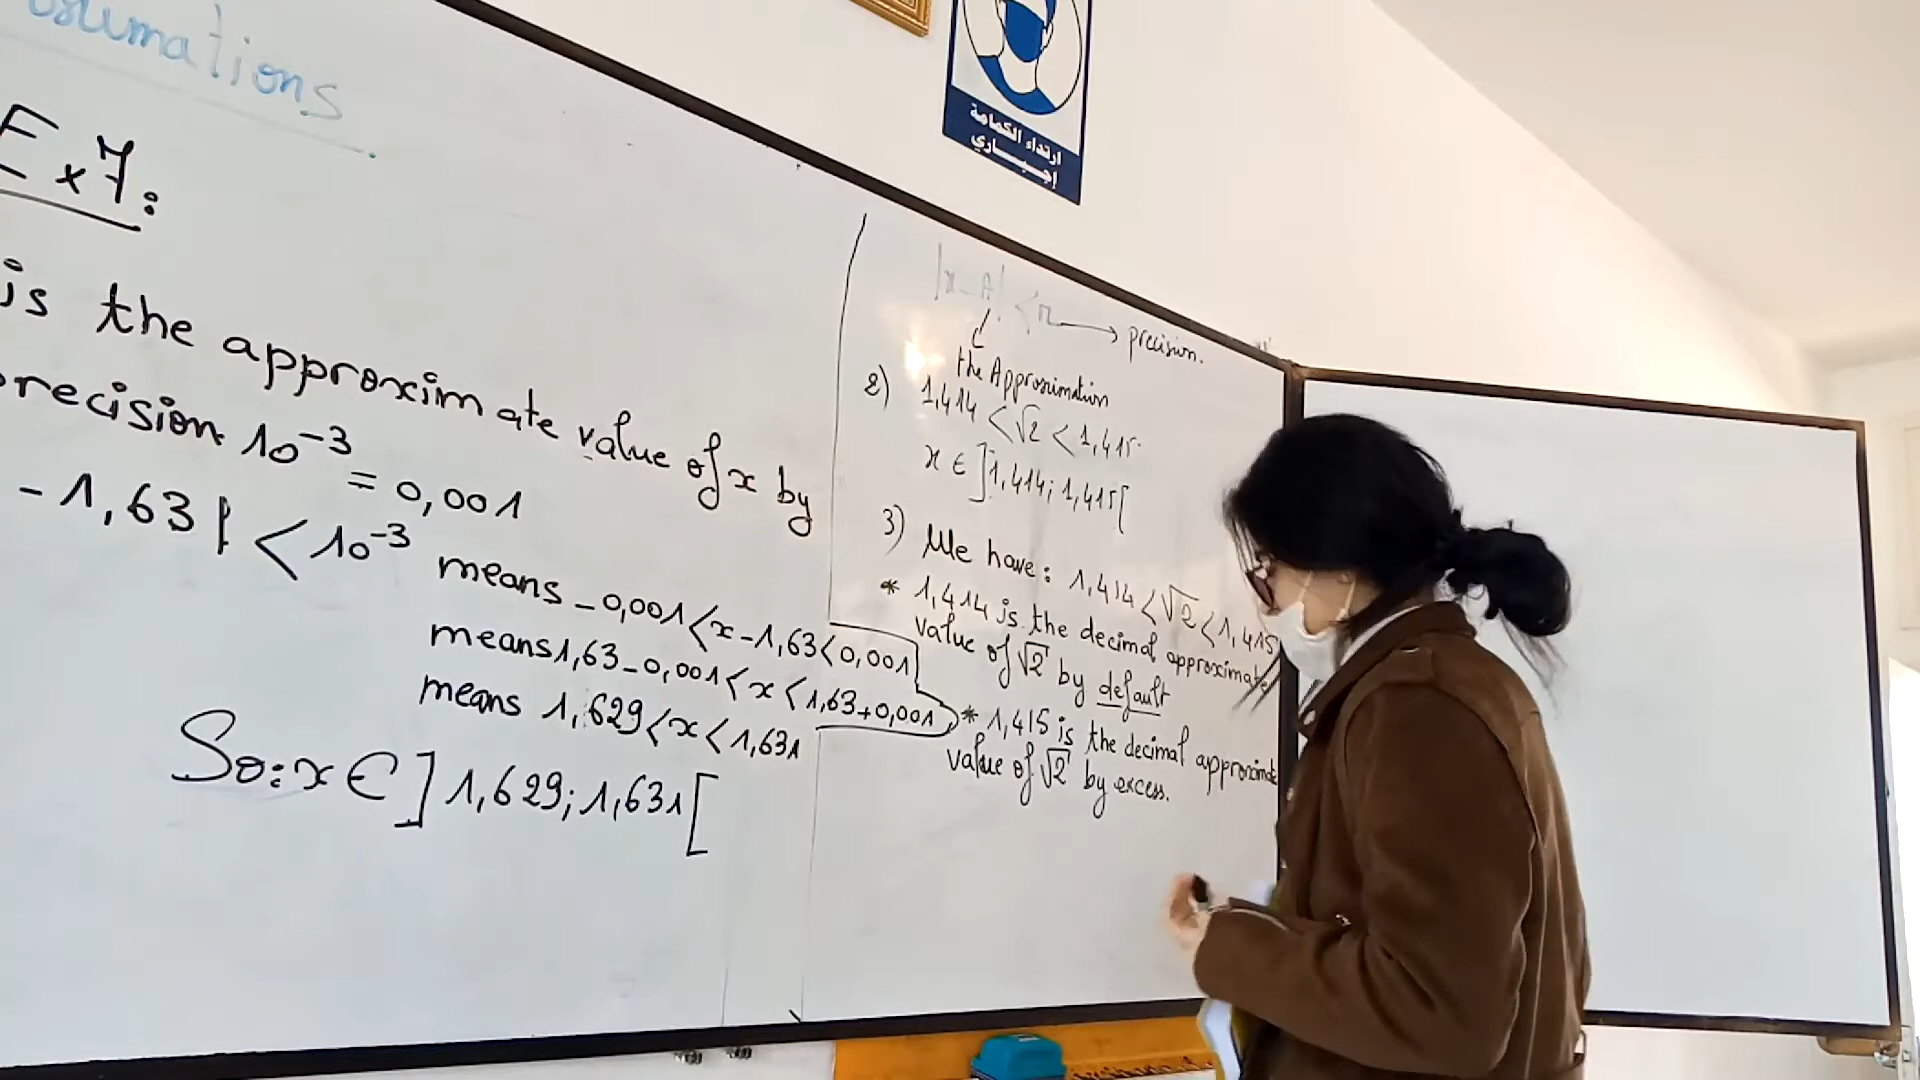 ارتداء الكمامة
إجبـــاري
Ex 7:
is the approximate value of x by
precision 10⁻³ = 0,001
- 1,63| < 10⁻³ means - 0,001 < x - 1,63 < 0,001
means 1,63 - 0,001 < x < 1,63 + 0,001
means 1,629 < x < 1,631
So: x ∈ ]1,629; 1,631[
|x - A| < r → precision.
the Approximation
2) 1,414 < √2 < 1,415
x ∈ ]1,414; 1,415[
3) We have: 1,414 < √2 < 1,415
* 1,414 is the decimal approximate
value of √2 by default
* 1,415 is the decimal approximate
value of √2 by excess.